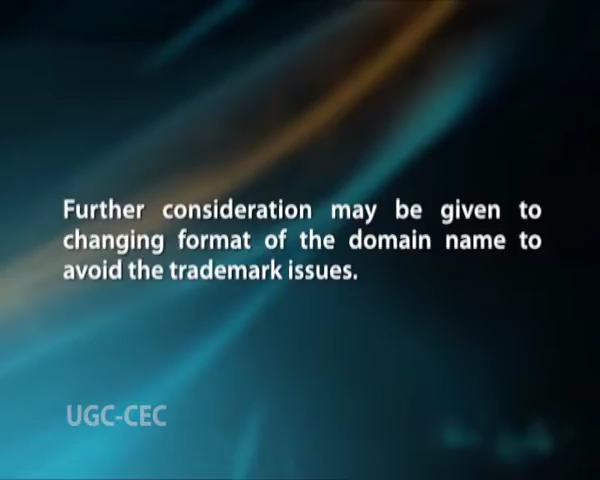 Further consideration may be given to
changing format of the domain name to
avoid the trademark issues.
UGC-CEC